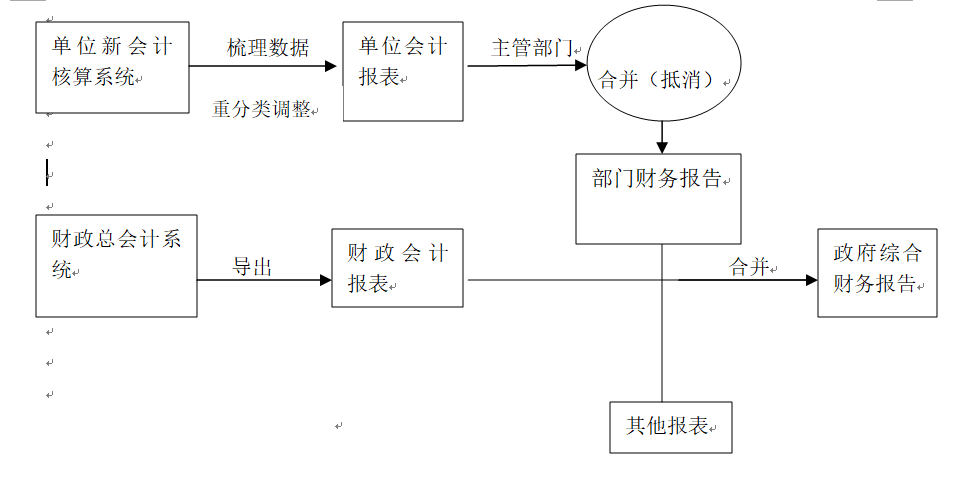 单位新会计
核算系统
梳理数据
重分类调整
单位会计
报表
主管部门
合并（抵消）
部门财务报告
财政总会计系
统
导出
财政会计
报表
合并
政府综合
财务报告
其他报表